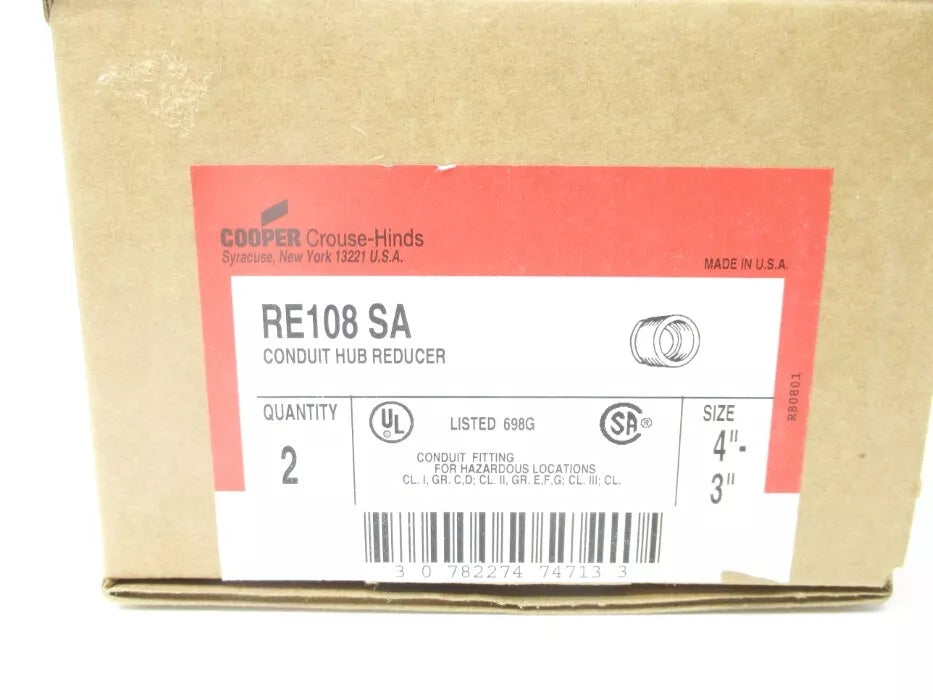 COOPER Crouse-Hinds
Syracuse, New York 13221 U.S.A.
MADE IN U.S.A.
RE108 SA
CONDUIT HUB REDUCER
R80801
QUANTITY
2
UL
LISTED 698G
SA®
CONDUIT FITTING
FOR HAZARDOUS LOCATIONS
CL. I, GR. C,D; CL. II, GR. E,F,G; CL. III; CL.
SIZE
4"-
3"
3 0 782274 74713 3